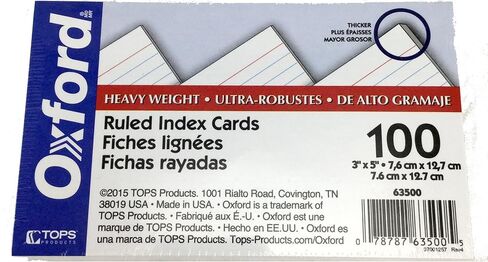 Oxford
THICKER
PLUS ÉPAISSES
MAYOR GROSOR
HEAVY WEIGHT • ULTRA-ROBUSTES • DE ALTO GRAMAJE
Ruled Index Cards
Fiches lignées
Fichas rayadas
100
3" x 5" • 7,6 cm x 12,7 cm
7.6 cm x 12.7 cm
63500
©2015 TOPS Products. 1001 Rialto Road, Covington, TN
38019 USA • Made in USA. • Oxford is a trademark of
TOPS Products. • Fabriqué aux É.-U. • Oxford est une
marque de TOPS Products. • Hecho en EE.UU. • Oxford es
una marca de TOPS Products. Tops-Products.com/Oxford
TOPS
PRODUCTS
0 78787 63500 5